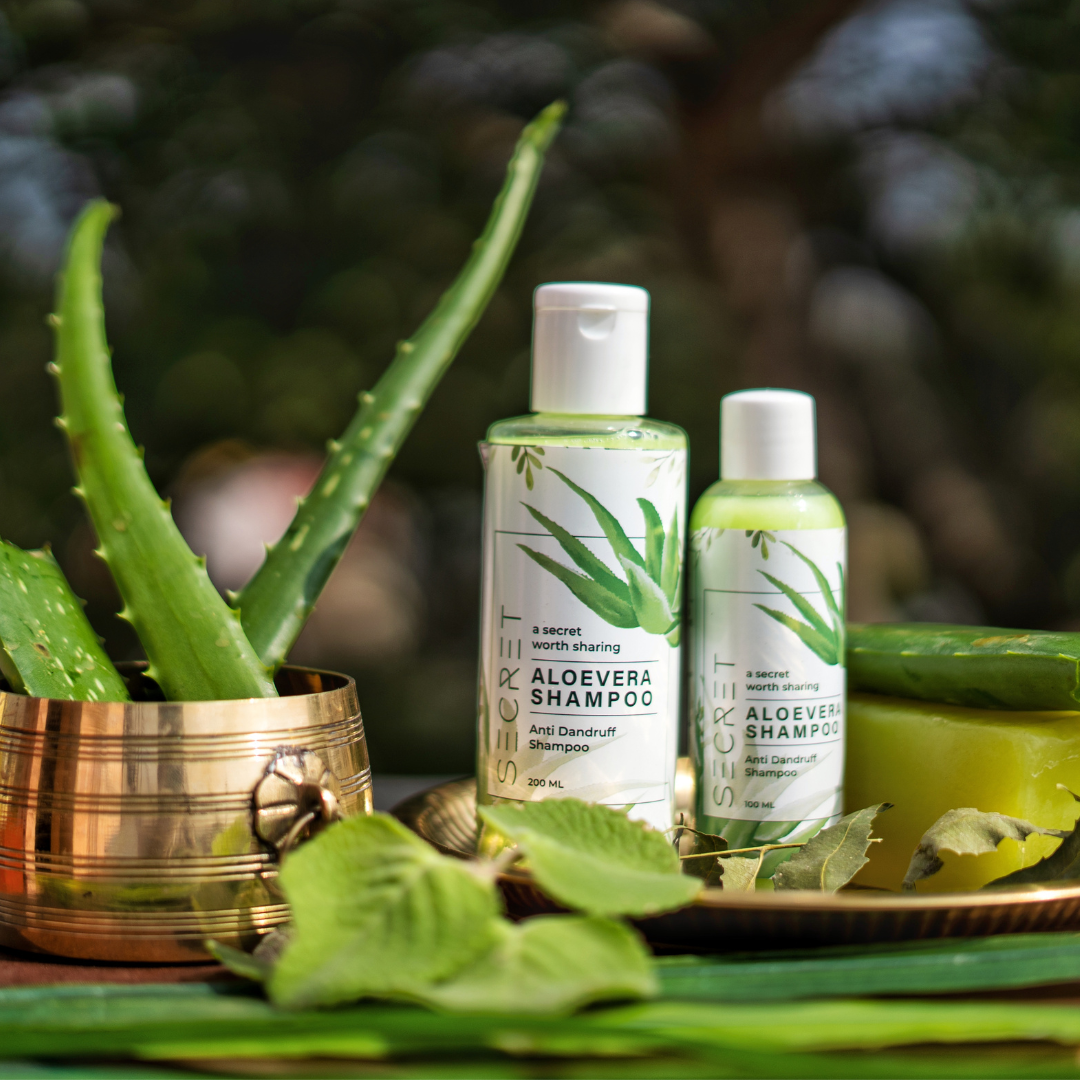 SECRET
a secret
worth sharing
ALOEVERA
SHAMPOO
Anti Dandruff
Shampoo
200 ML
SECRET
a secret
worth sharing
ALOEVERA
SHAMPOO
Anti Dandruff
Shampoo
100 ML